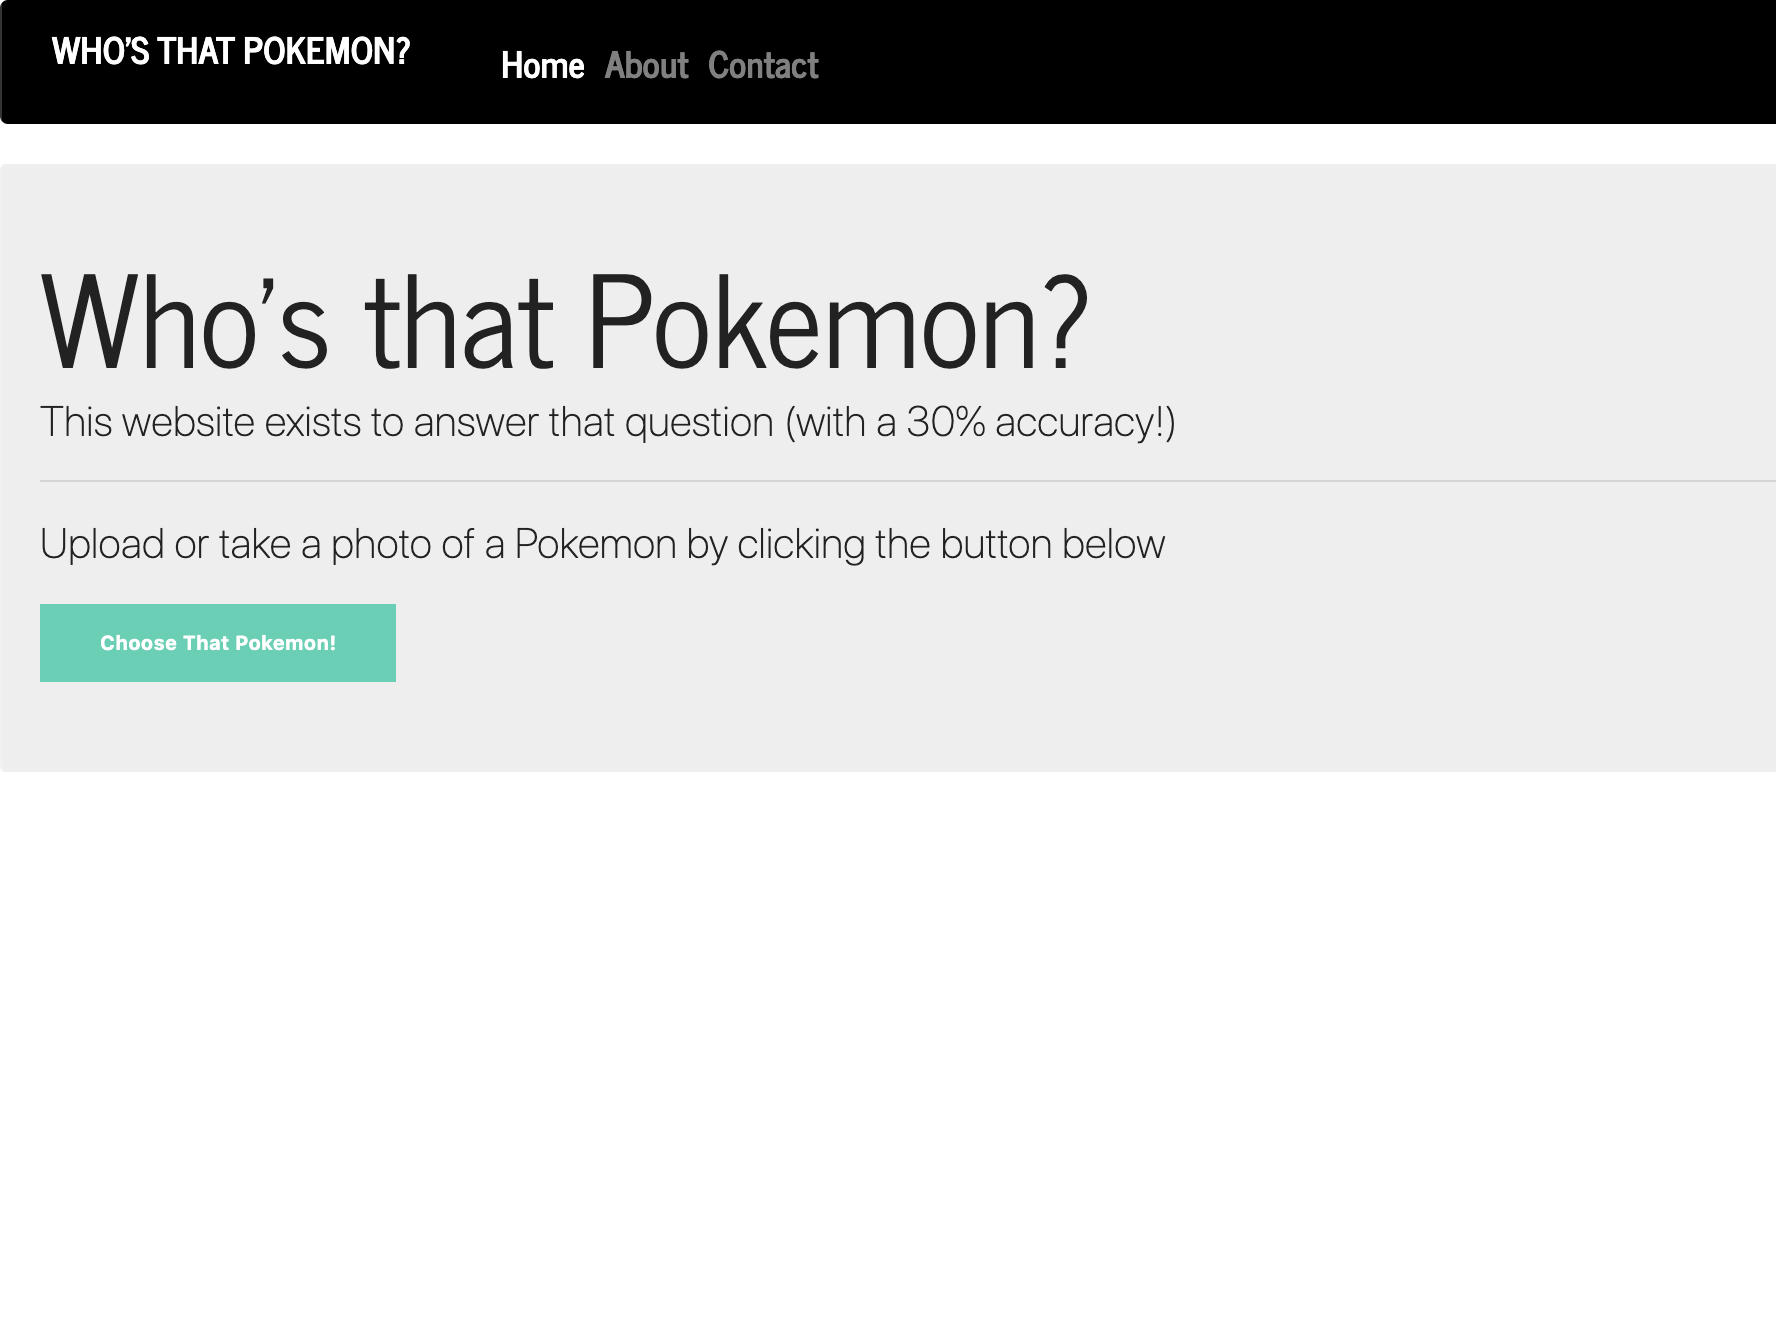 WHO'S THAT POKEMON?
Home About Contact
Who's that Pokemon?
This website exists to answer that question (with a 30% accuracy!)
Upload or take a photo of a Pokemon by clicking the button below
Choose That Pokemon!